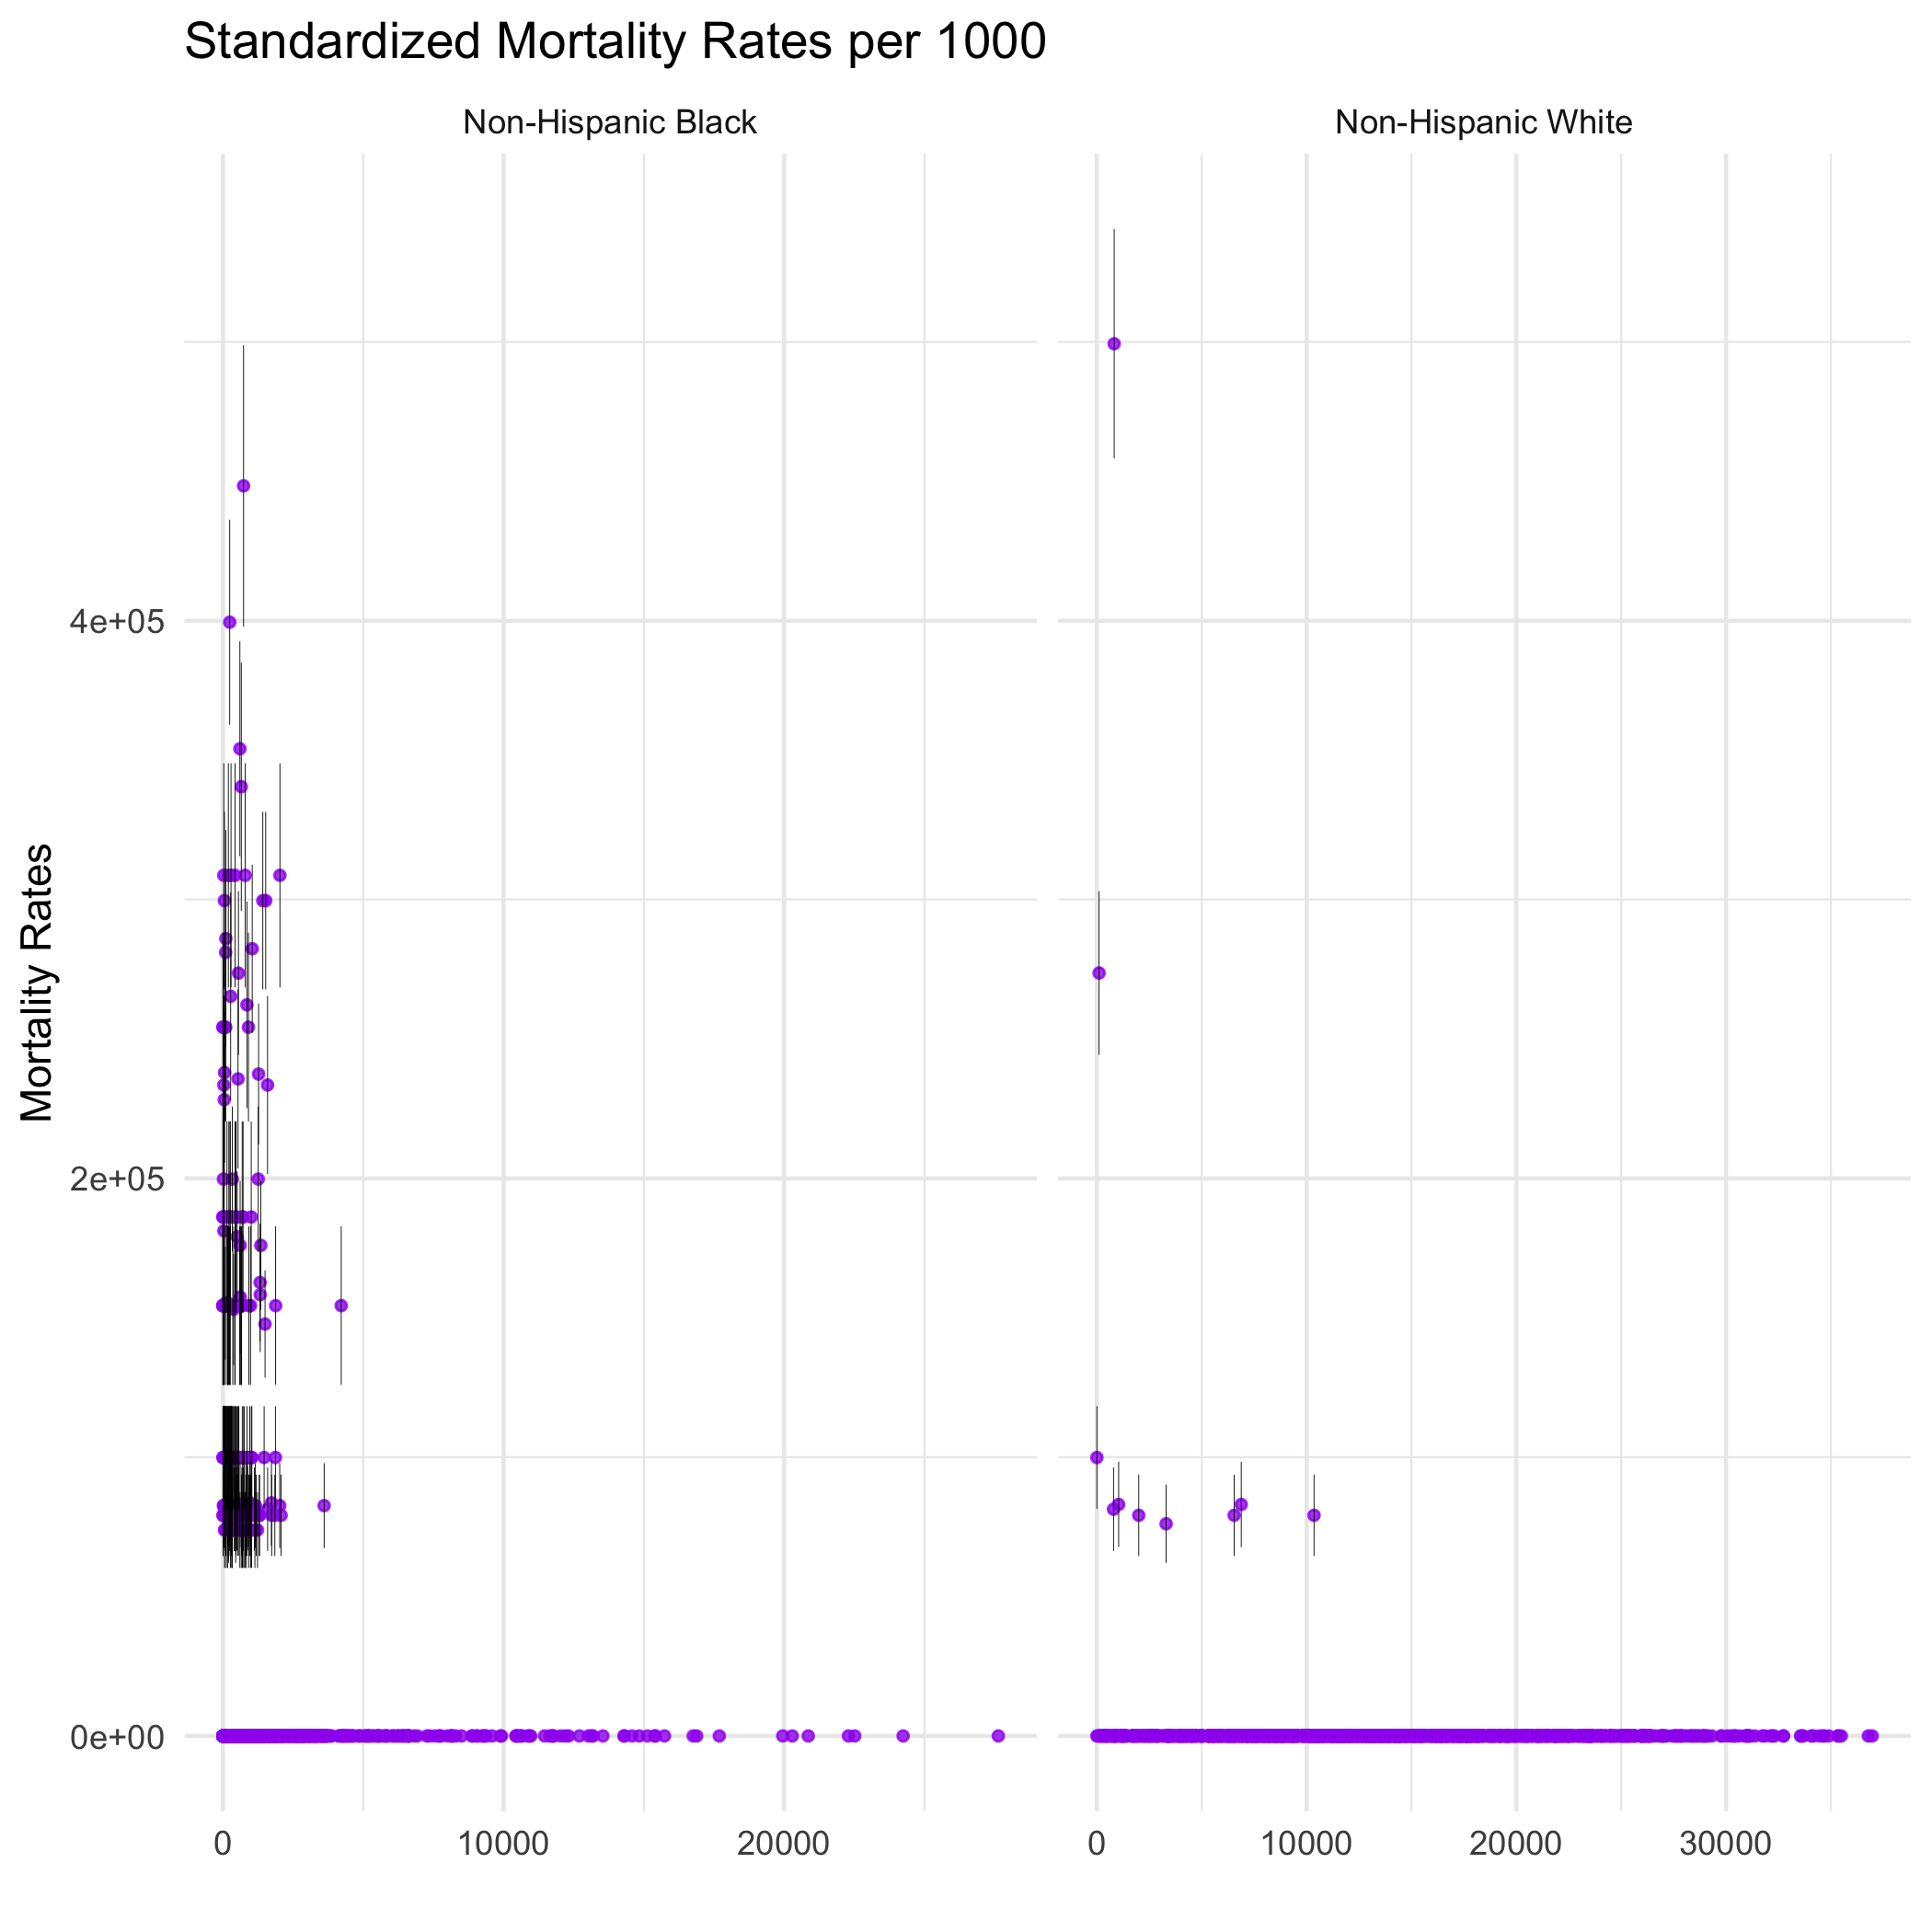 Standardized Mortality Rates per 1000
Non-Hispanic Black
Non-Hispanic White
Mortality Rates
4e+05
2e+05
0e+00
0 10000 20000
0 10000 20000 30000